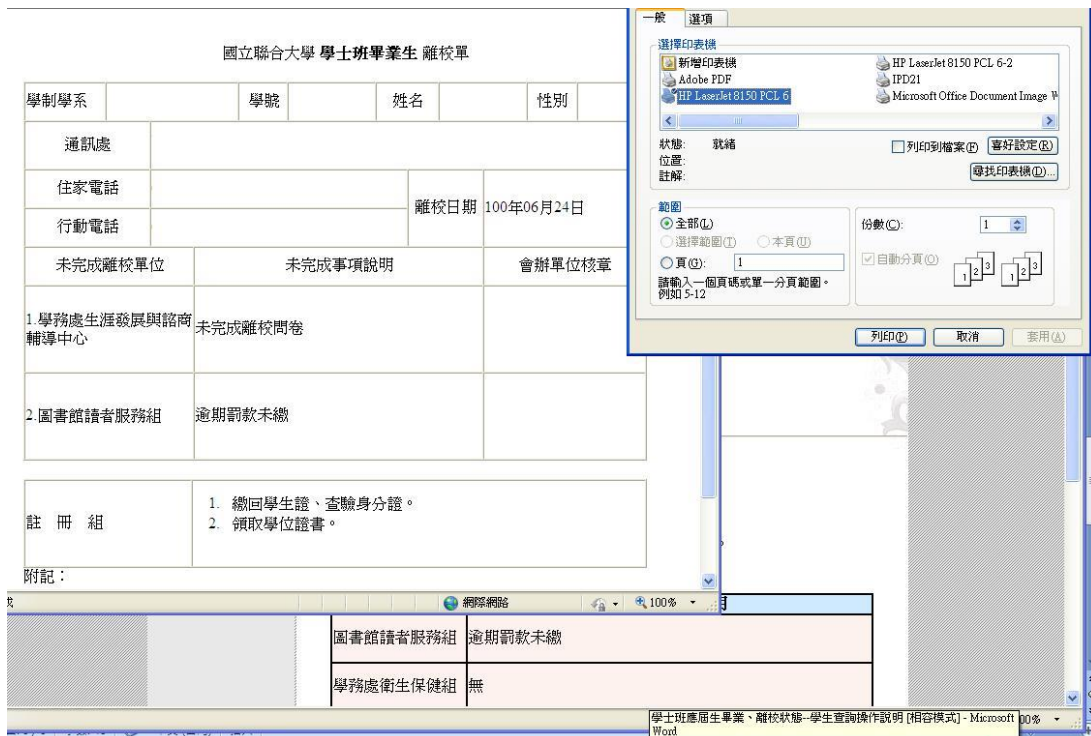 國立聯合大學 學士班畢業生 離校單
學制學系 學號 姓名 性別
通訊處
住家電話
離校日期 100年06月24日
行動電話
未完成離校單位 未完成事項說明 會辦單位核章
1.學務處生涯發展與諮商
輔導中心
未完成離校問卷
2.圖書館讀者服務組 逾期罰款未繳
註 冊 組
1. 繳回學生證、查驗身分證。
2. 領取學位證書。
附記：
網際網路 100%
圖書館讀者服務組 逾期罰款未繳
學務處衛生保健組 無
一般 選項
選擇印表機
新增印表機 HP LaserJet 8150 PCL 6-2
Adobe PDF IPD21
HP LaserJet 8150 PCL 6 Microsoft Office Document Image
狀態: 就緒 列印到檔案(F) 喜好設定(R)
位置:
註解: 尋找印表機(D)...
範圍
全部(L) 份數(C): 1
選擇範圍(T) 本頁(U)
頁(G): 1 自動分頁(O)
1 2 3 1 2 3
請輸入一個頁碼或單一分頁範圍。
例如 5-12
列印(P) 取消 套用(A)
學士班應屆生畢業、離校狀態--學生查詢操作說明 [相容模式] - Microsoft
Word
00%